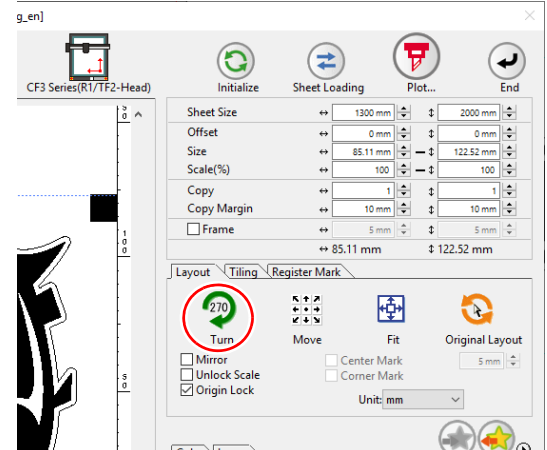 g_en]
CF3 Series(R1/TF2-Head)
Initialize
Sheet Loading
Plot...
End
Sheet Size 1300 mm 2000 mm
Offset 0 mm 0 mm
Size 85.11 mm 122.52 mm
Scale(%) 100 100
Copy 1 1
Copy Margin 10 mm 10 mm
Frame 5 mm 5 mm
85.11 mm 122.52 mm
Layout Tiling Register Mark
270
Turn Move Fit Original Layout
Mirror Center Mark 5 mm
Unlock Scale Corner Mark
Origin Lock
Unit: mm